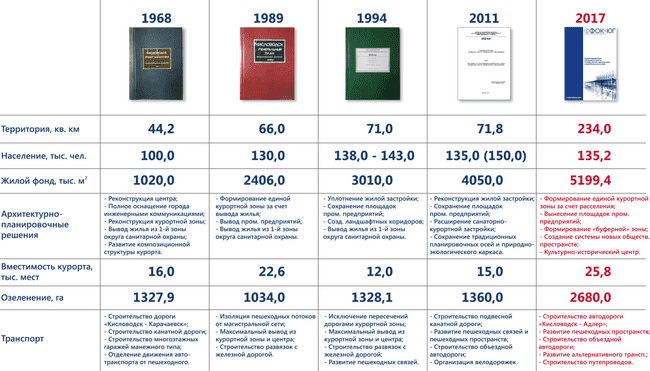 1968 1989 1994 2011 2017
КИСЛОВОДСК
ГЕНЕРАЛЬНЫЙ
ПЛАН
ФОК-ЮГ
Территория, кв. км 44,2 66,0 71,0 71,8 234,0
Население, тыс. чел. 100,0 130,0 138,0 - 143,0 135,0 (150,0) 135,2
Жилой фонд, тыс. м² 1020,0 2406,0 3010,0 4050,0 5199,4
Архитектурно-
планировочные
решения
- Реконструкция центра;
- Полное оснащение города
инженерными коммуникациями;
- Реконструкция курортной зоны;
- Вывод жилья из 1-й зоны
округа санитарной охраны;
- Развитие композиционной
структуры курорта.
- Формирование единой
курортной зоны за счет
вывода жилья;
- Вывод пром. предприятий;
- Вывод жилья из 1-й зоны
округа санитарной охраны.
- Уплотнение жилой застройки;
- Сохранение площадок
пром. предприятий;
- Созд. ландшафтных коридоров;
- Вывод жилья из 1-й зоны
округа санитарной охраны.
- Реконструкция жилой застройки;
- Сохранение площадок
пром. предприятий;
- Расширение санаторно-
курортной застройки;
- Сохранение традиционных
планировочных осей и природно-
экологического каркаса.
- Формирование единой курортной
зоны за счет расселения;
- Вынесение площадок пром.
предприятий;
- Формирование «буферной» зоны;
- Создание системы новых обществ.
пространств;
- Культурно-исторический центр.
Вместимость курорта,
тыс. мест 16,0 22,6 12,0 15,0 25,8
Озеленение, га 1327,9 1034,0 1328,1 1360,0 2680,0
Транспорт
- Строительство дороги
«Кисловодск - Карачаевск»;
- Строительство канатной дороги;
- Строительство многоэтажных
гаражей манежного типа;
- Отделение движения авто-
транспорта от пешеходного.
- Изоляция пешеходных потоков
от магистральной сети;
- Максимальный вывод из
курортной зоны и центра;
- Строительство развязок с
железной дорогой.
- Исключение пересечений
дорогами курортной зоны;
- Максимальный вывод из
курортной зоны и центра;
- Строительство развязок с
железной дорогой;
- Развитие пешеходных связей.
- Строительство подвесной
канатной дороги;
- Развитие пешеходных связей и
пешеходных пространств;
- Строительство объездной
автодороги;
- Организация велодорожек.
- Строительство автодороги
«Кисловодск - Адлер»;
- Развитие пешеходных пространств;
- Строительство объездной
автодороги;
- Развитие альтернативного трансп.;
- Строительство путепроводов.